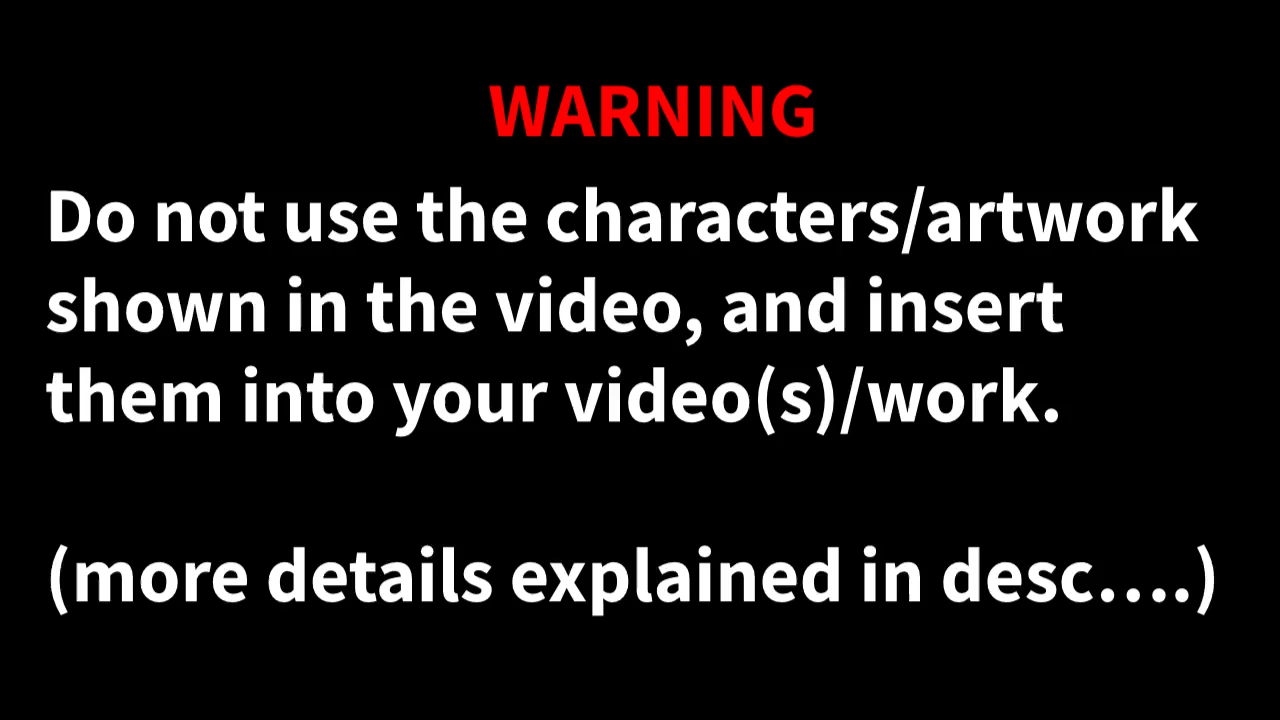 WARNING
Do not use the characters/artwork
shown in the video, and insert
them into your video(s)/work.
(more details explained in desc....)